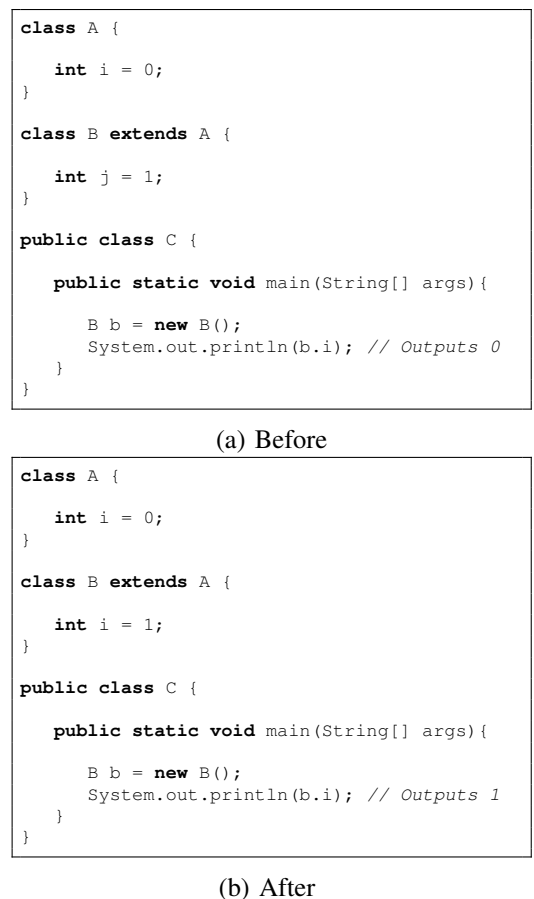 class A {
int i = 0;
}
class B extends A {
int j = 1;
}
public class C {
public static void main(String[] args){
B b = new B();
System.out.println(b.i); // Outputs 0
}
}
(a) Before
class A {
int i = 0;
}
class B extends A {
int i = 1;
}
public class C {
public static void main(String[] args){
B b = new B();
System.out.println(b.i); // Outputs 1
}
}
(b) After